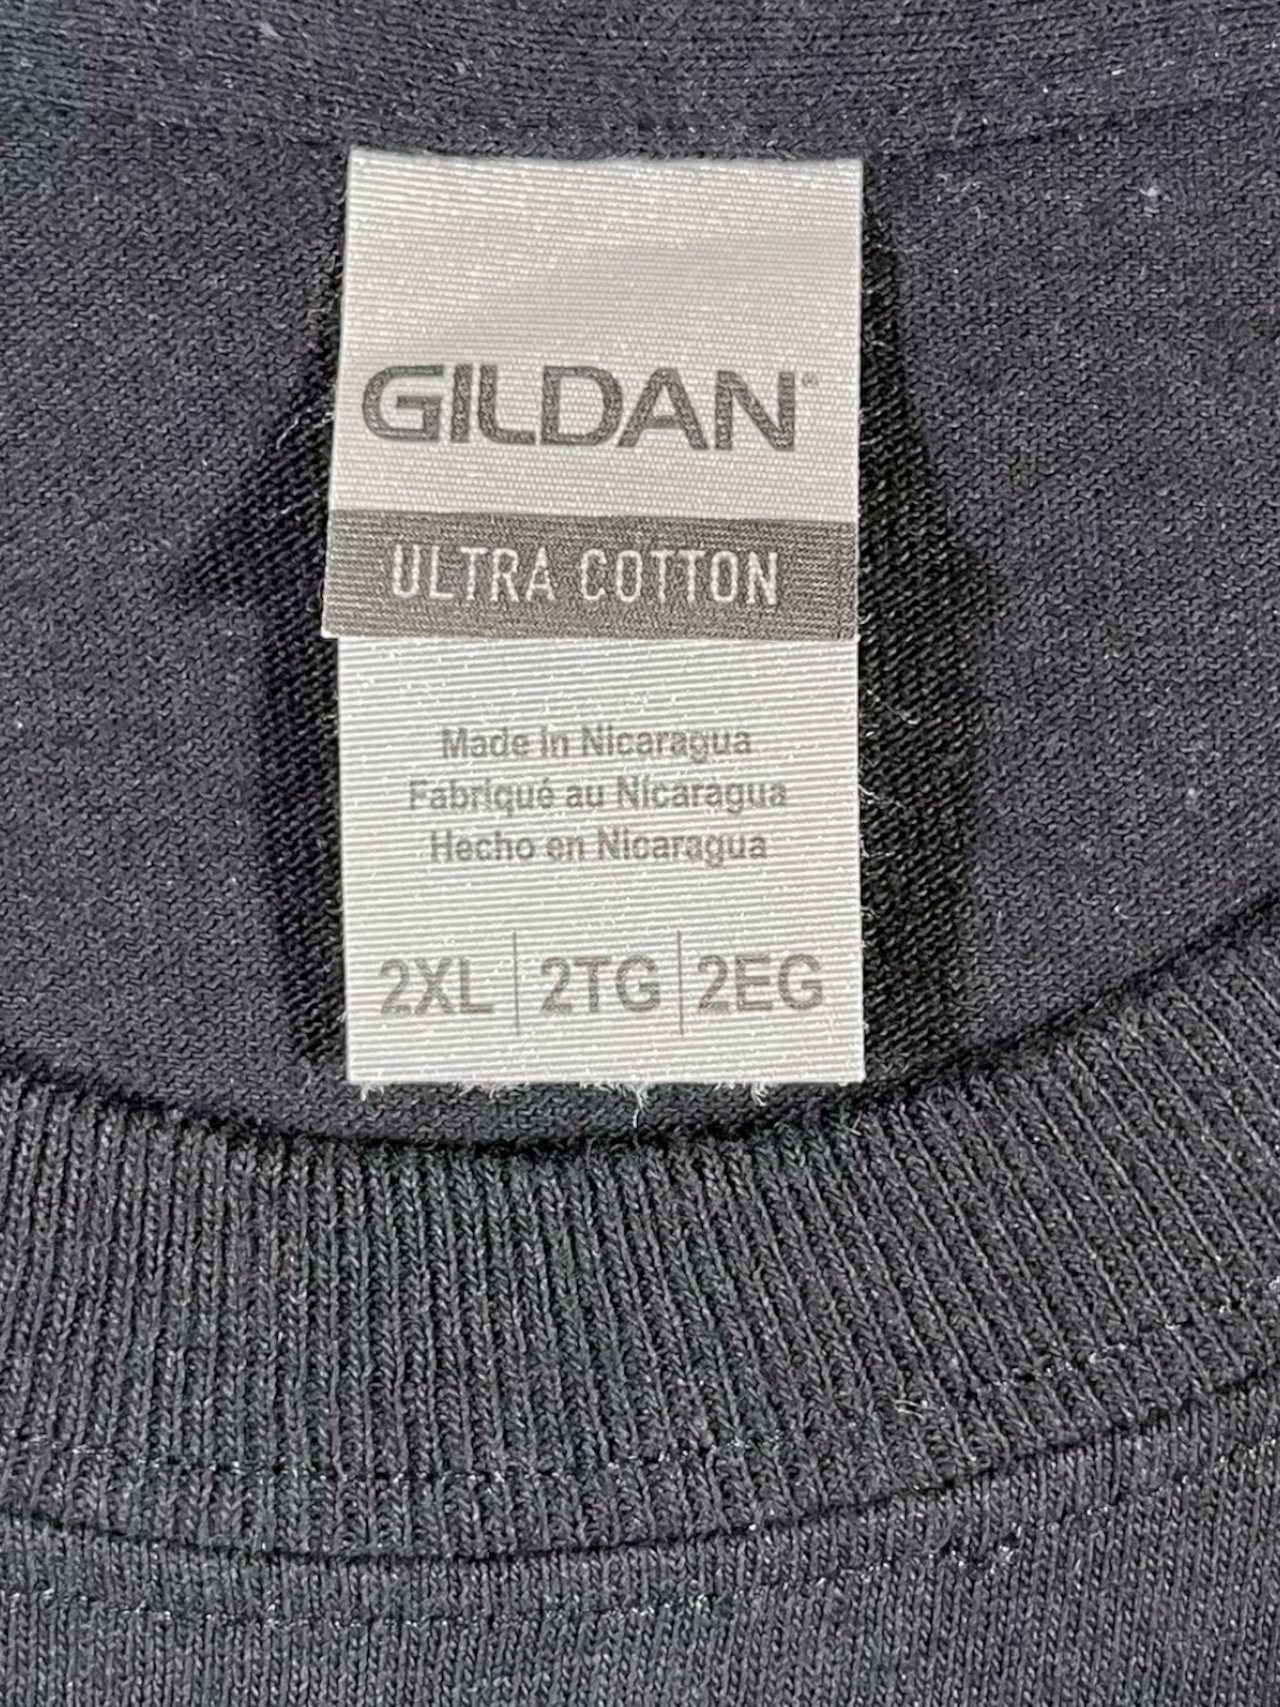 GILDAN
ULTRA COTTON
Made in Nicaragua
Fabriqué au Nicaragua
Hecho en Nicaragua
2XL | 2TG | 2EG